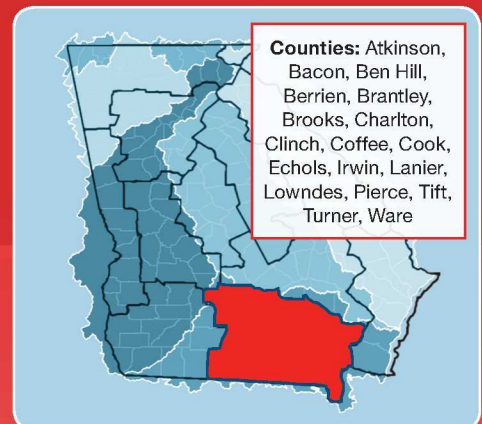 Counties: Atkinson,
Bacon, Ben Hill,
Berrien, Brantley,
Brooks, Charlton,
Clinch, Coffee, Cook,
Echols, Irwin, Lanier,
Lowndes, Pierce, Tift,
Turner, Ware